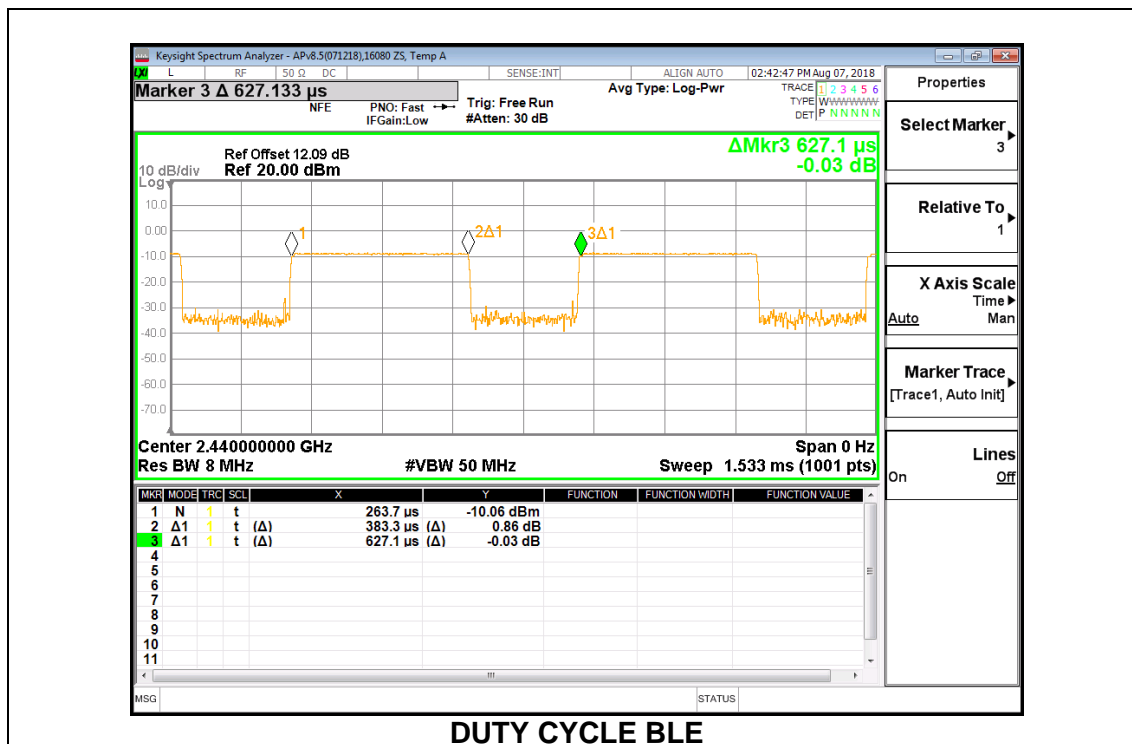 Keysight Spectrum Analyzer - APv8.5(071218),16080 ZS, Temp A
LXI L RF 50 Ω DC SENSE:INT ALIGN AUTO 02:42:47 PM Aug 07, 2018
Marker 3 Δ 627.133 µs
NFE
PNO: Fast
IFGain:Low
Trig: Free Run
#Atten: 30 dB
Avg Type: Log-Pwr
TRACE 1 2 3 4 5 6
TYPE WWWWWW
DET P N N N N N
ΔMkr3 627.1 µs
-0.03 dB
Ref Offset 12.09 dB
10 dB/div Ref 20.00 dBm
Log
10.0
0.00
-10.0
-20.0
-30.0
-40.0
-50.0
-60.0
-70.0
1
2Δ1
3Δ1
Center 2.440000000 GHz Span 0 Hz
Res BW 8 MHz #VBW 50 MHz Sweep 1.533 ms (1001 pts)
MKR MODE TRC SCL X Y FUNCTION FUNCTION WIDTH FUNCTION VALUE
1 N 1 t 263.7 µs -10.06 dBm
2 Δ1 1 t (Δ) 383.3 µs (Δ) 0.86 dB
3 Δ1 1 t (Δ) 627.1 µs (Δ) -0.03 dB
4
5
6
7
8
9
10
11
MSG STATUS
Properties
Select Marker
3
Relative To
1
X Axis Scale
Time
Auto Man
Marker Trace
[Trace1, Auto Init]
Lines
On Off
DUTY CYCLE BLE